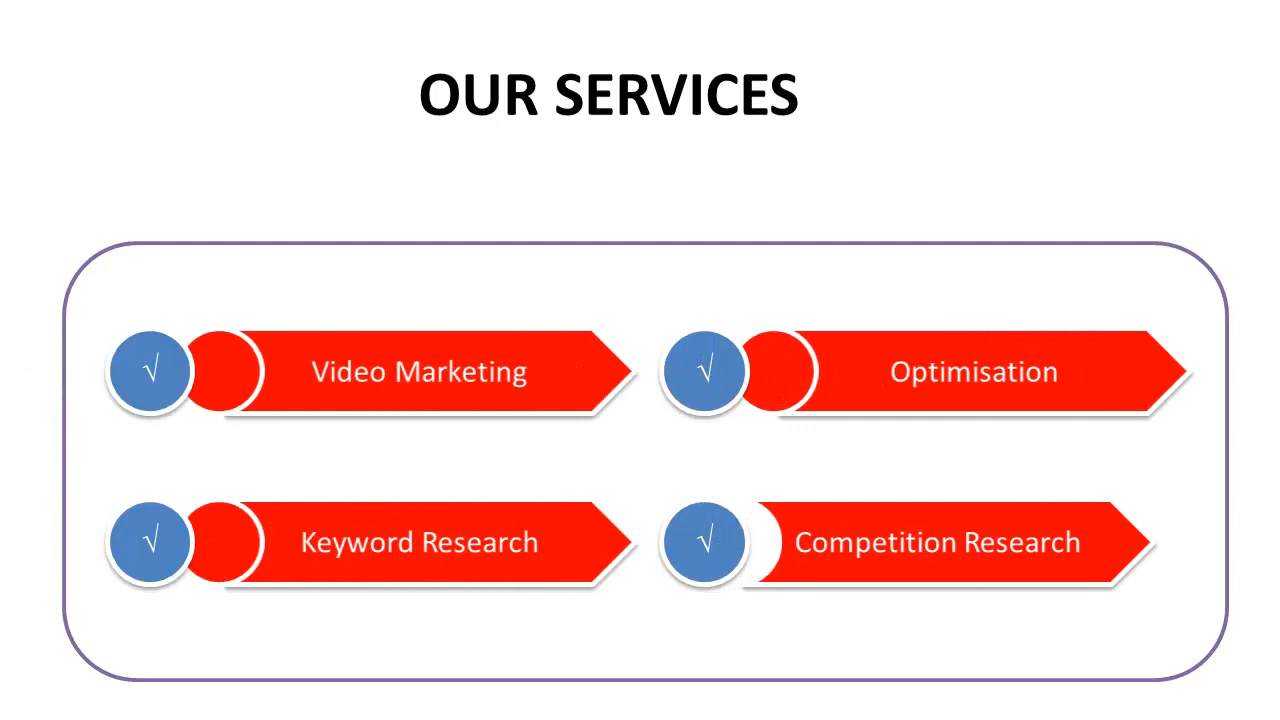 OUR SERVICES
√ Video Marketing
√ Optimisation
√ Keyword Research
√ Competition Research